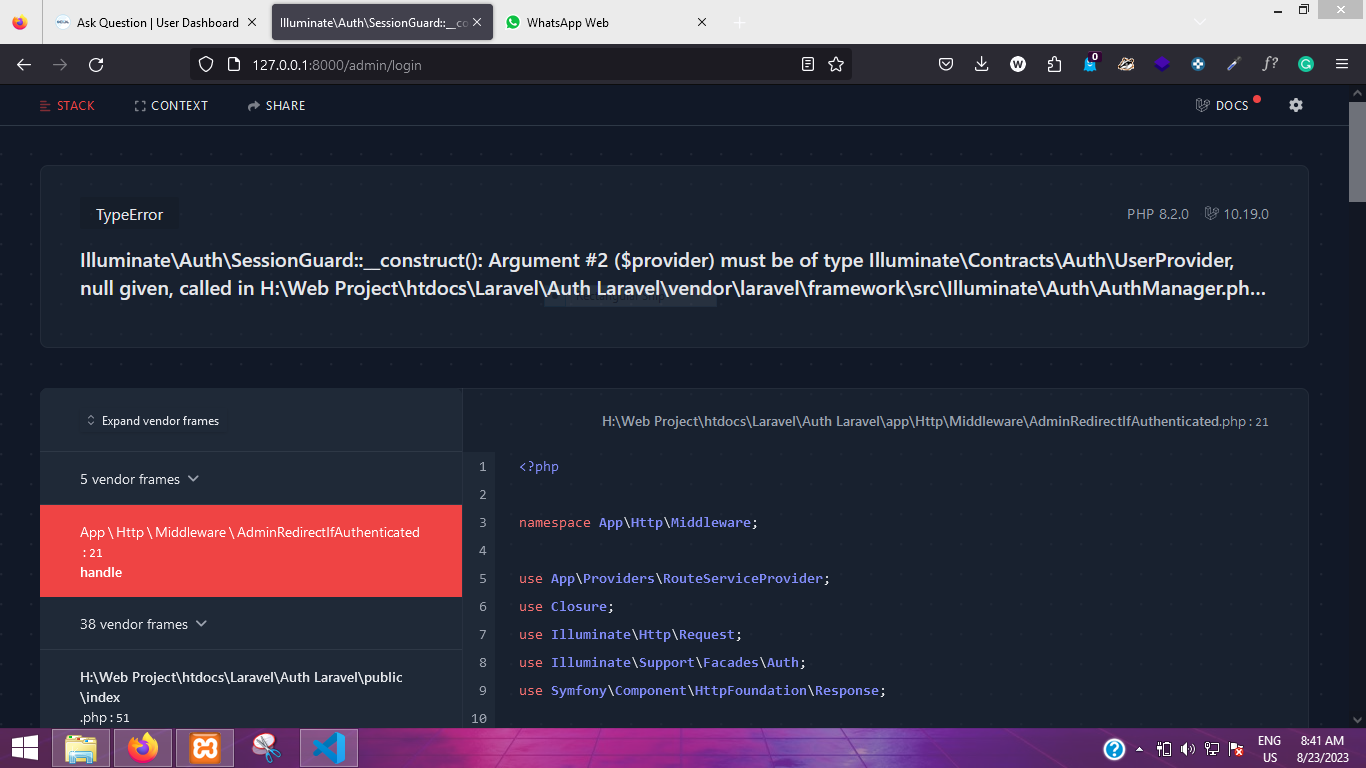 Ask Question | User Dashboard
Illuminate\Auth\SessionGuard::__co
WhatsApp Web
127.0.0.1:8000/admin/login
0
STACK
CONTEXT
SHARE
DOCS
TypeError
PHP 8.2.0
10.19.0
Illuminate\Auth\SessionGuard::__construct(): Argument #2 ($provider) must be of type Illuminate\Contracts\Auth\UserProvider,
null given, called in H:\Web Project\htdocs\Laravel\Auth Laravel\vendor\laravel\framework\src\Illuminate\Auth\AuthManager.ph...
Expand vendor frames
H:\Web Project\htdocs\Laravel\Auth Laravel\app\Http\Middleware\AdminRedirectIfAuthenticated.php : 21
5 vendor frames
App \ Http \ Middleware \ AdminRedirectIfAuthenticated
: 21
handle
38 vendor frames
H:\Web Project\htdocs\Laravel\Auth Laravel\public
\index
.php : 51
1 <?php
2
3 namespace App\Http\Middleware;
4
5 use App\Providers\RouteServiceProvider;
6 use Closure;
7 use Illuminate\Http\Request;
8 use Illuminate\Support\Facades\Auth;
9 use Symfony\Component\HttpFoundation\Response;
10
ENG
US
8:41 AM
8/23/2023